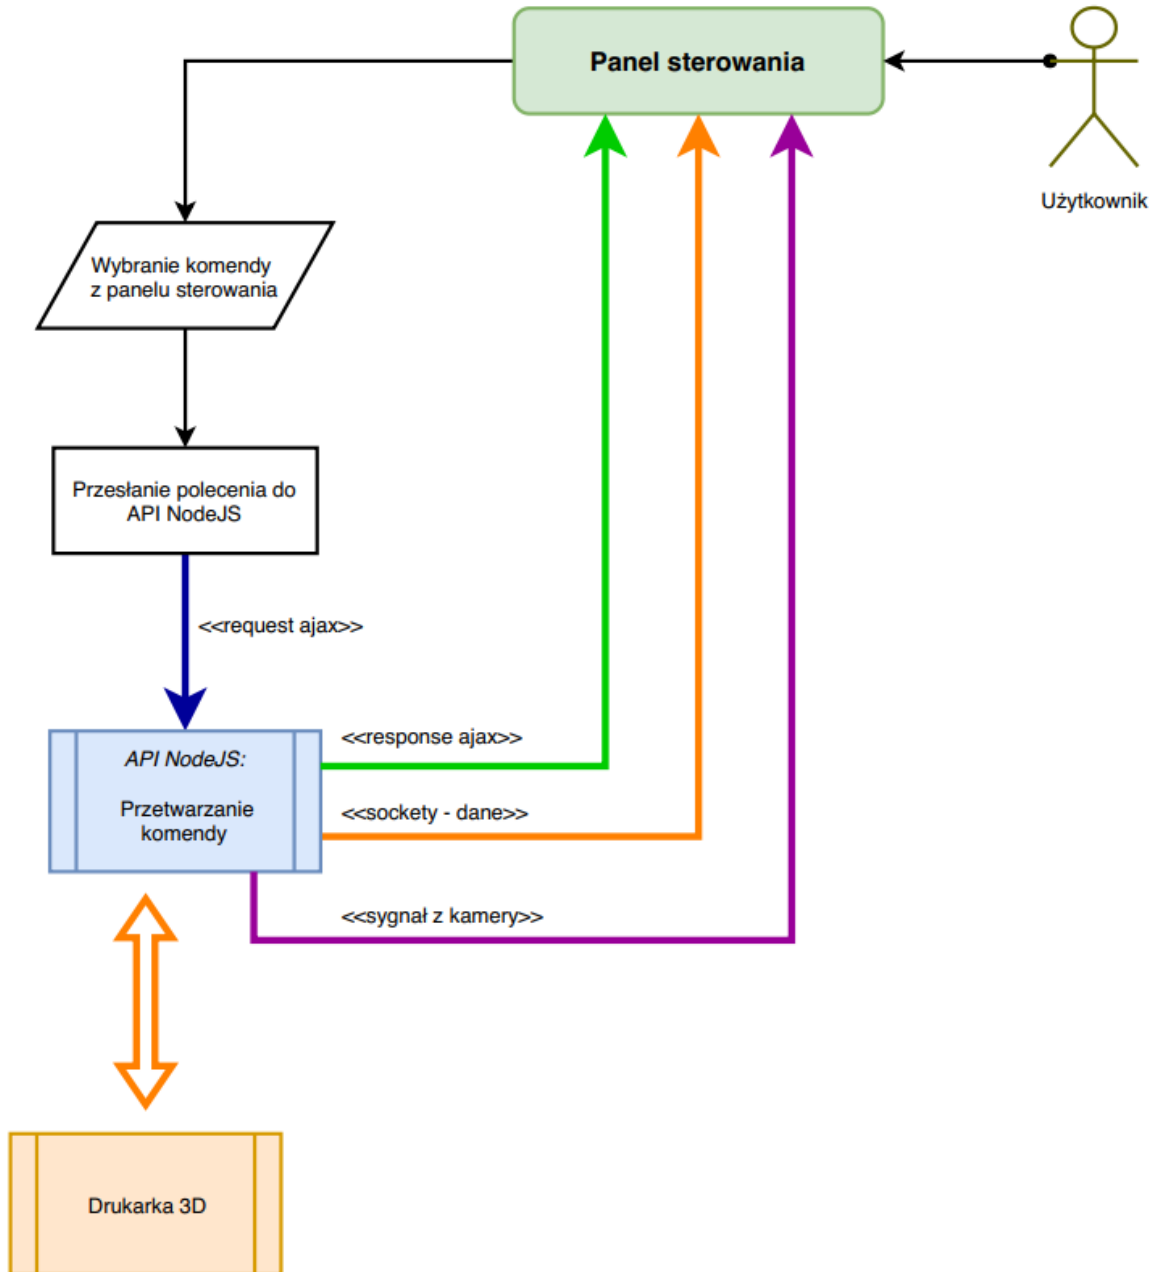 Panel sterowania
Użytkownik
Wybranie komendy
z panelu sterowania
Przesłanie polecenia do
API NodeJS
<<request ajax>>
API NodeJS:
Przetwarzanie
komendy
<<response ajax>>
<<sockety - dane>>
<<sygnał z kamery>>
Drukarka 3D